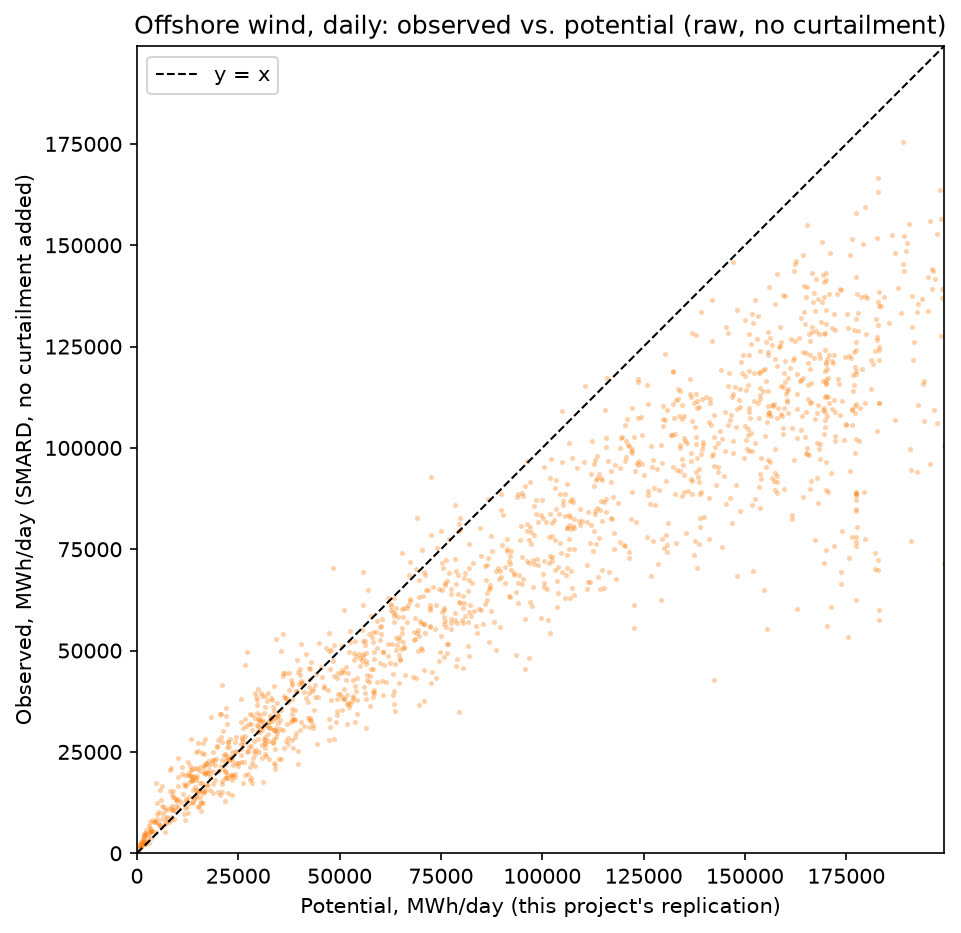 Offshore wind, daily: observed vs. potential (raw, no curtailment)
y = x
175000
150000
125000
100000
75000
50000
25000
0
Observed, MWh/day (SMARD, no curtailment added)
0 25000 50000 75000 100000 125000 150000 175000
Potential, MWh/day (this project's replication)